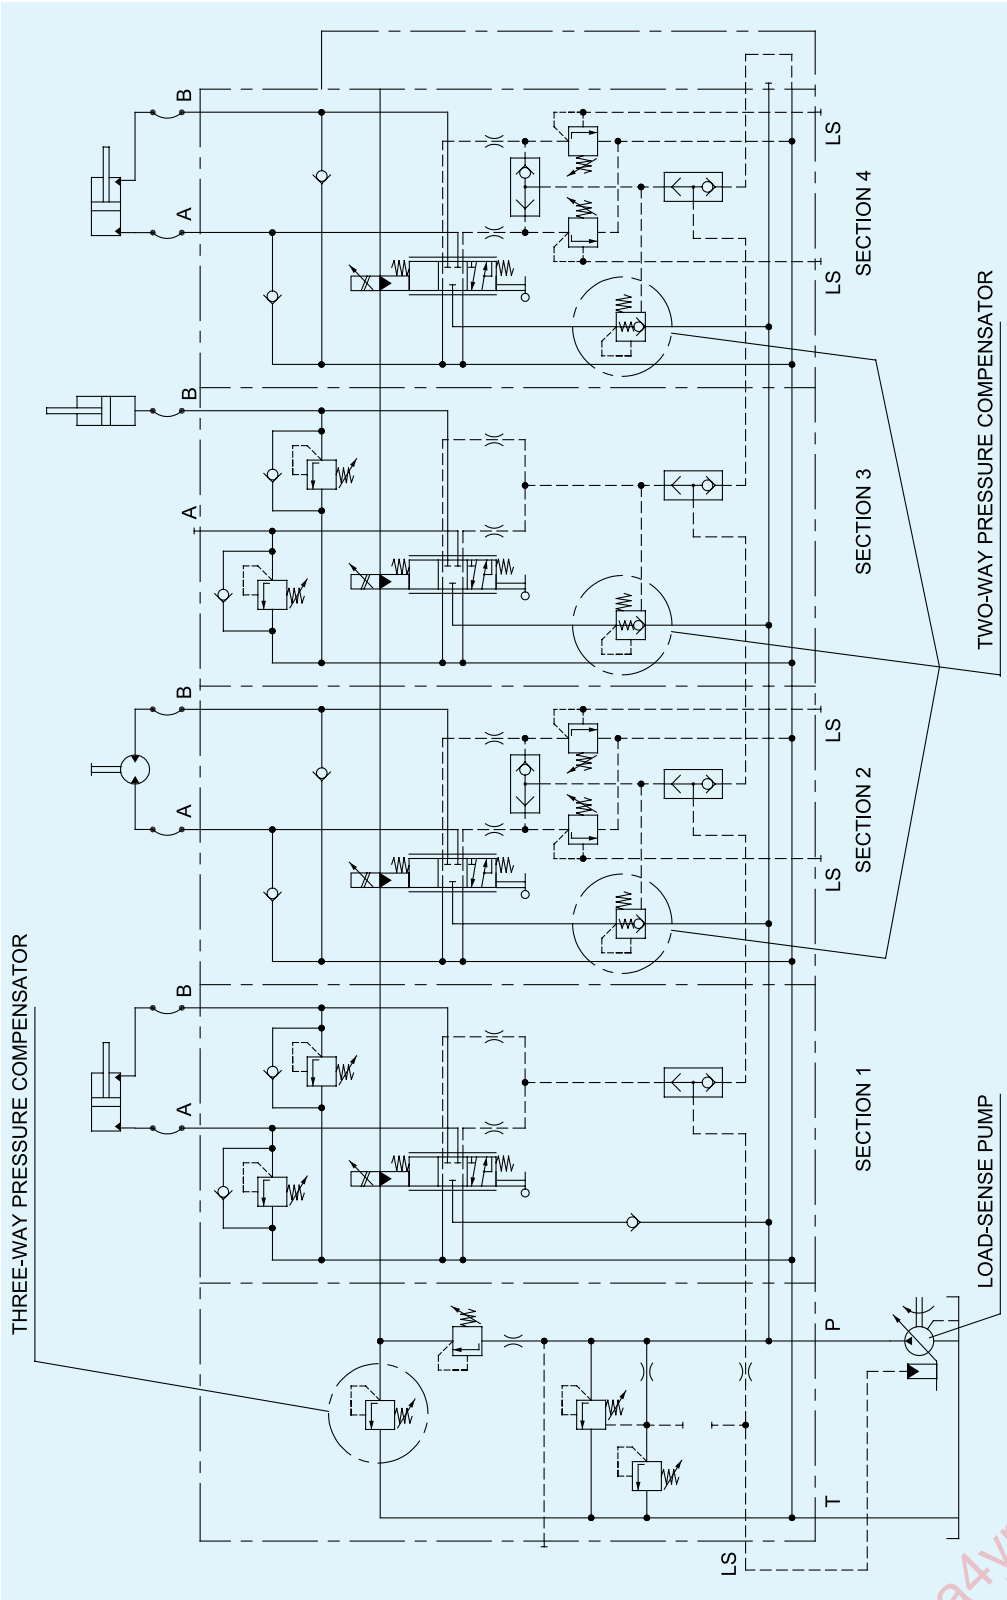 THREE-WAY PRESSURE COMPENSATOR
B
A
B
A
B
A
B
A
LS
LS
LS
LS
SECTION 1
SECTION 2
SECTION 3
SECTION 4
T
P
LS
LOAD-SENSE PUMP
TWO-WAY PRESSURE COMPENSATOR